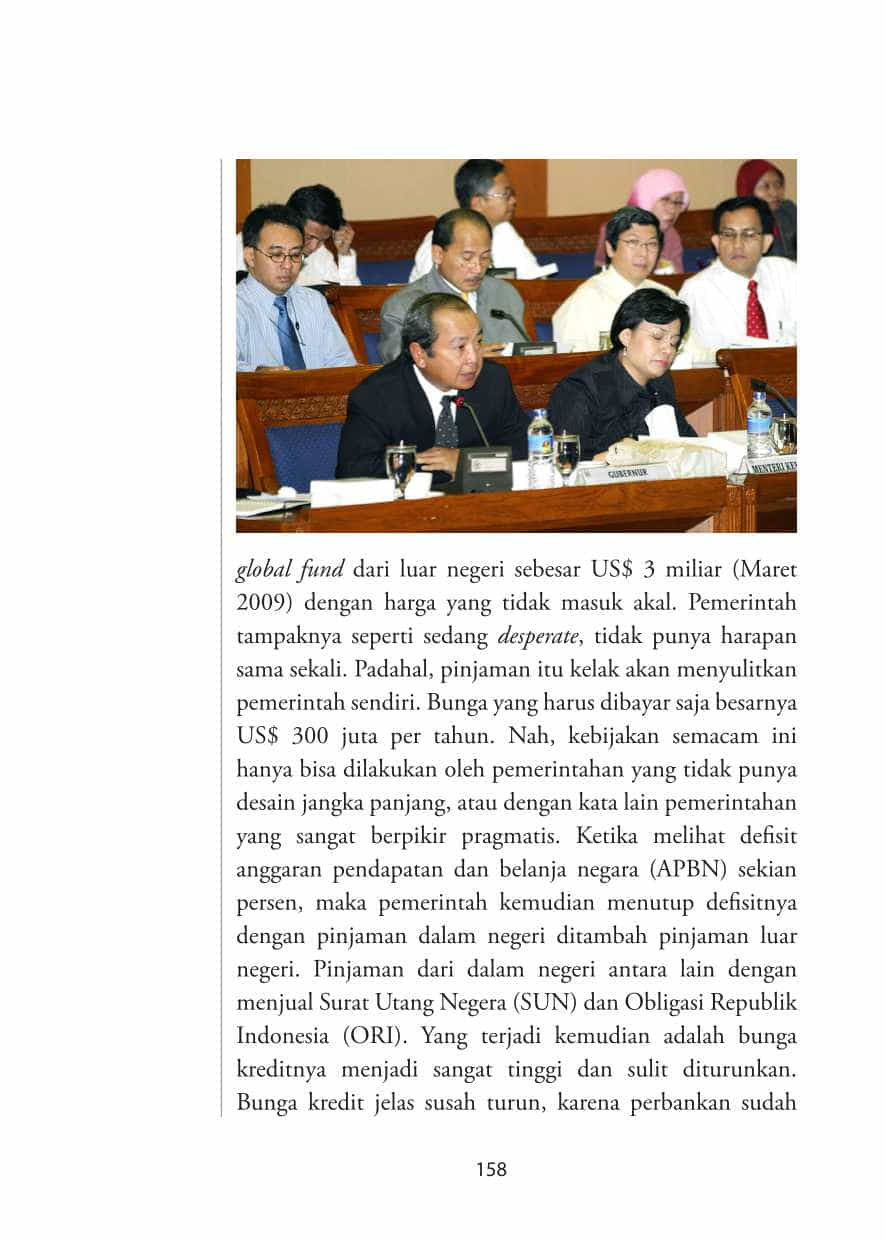 GUBERNUR
MENTERI KE
global fund dari luar negeri sebesar US$ 3 miliar (Maret
2009) dengan harga yang tidak masuk akal. Pemerintah
tampaknya seperti sedang desperate, tidak punya harapan
sama sekali. Padahal, pinjaman itu kelak akan menyulitkan
pemerintah sendiri. Bunga yang harus dibayar saja besarnya
US$ 300 juta per tahun. Nah, kebijakan semacam ini
hanya bisa dilakukan oleh pemerintahan yang tidak punya
desain jangka panjang, atau dengan kata lain pemerintahan
yang sangat berpikir pragmatis. Ketika melihat defisit
anggaran pendapatan dan belanja negara (APBN) sekian
persen, maka pemerintah kemudian menutup defisitnya
dengan pinjaman dalam negeri ditambah pinjaman luar
negeri. Pinjaman dari dalam negeri antara lain dengan
menjual Surat Utang Negera (SUN) dan Obligasi Republik
Indonesia (ORI). Yang terjadi kemudian adalah bunga
kreditnya menjadi sangat tinggi dan sulit diturunkan.
Bunga kredit jelas susah turun, karena perbankan sudah
158